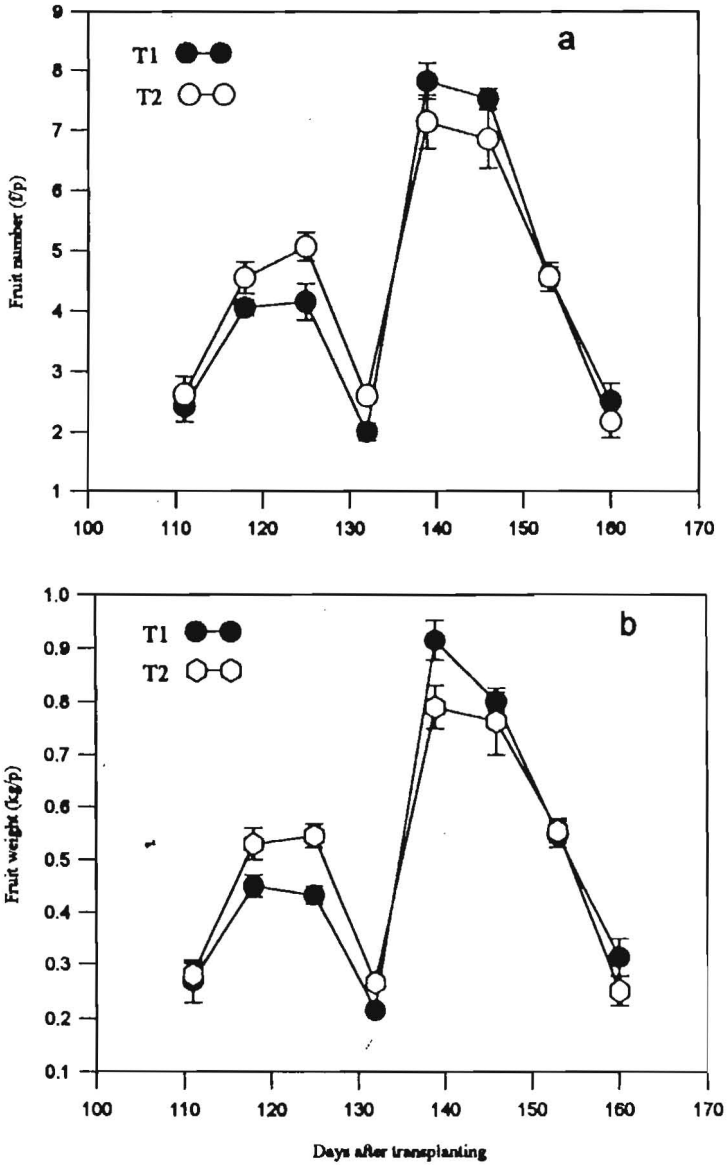 9
8
7
6
5
4
3
2
1
Fruit number (f/p)
a
T1
T2
100 110 120 130 140 150 160 170
1.0
0.9
0.8
0.7
0.6
0.5
0.4
0.3
0.2
0.1
Fruit weight (kg/p)
b
T1
T2
100 110 120 130 140 150 160 170
Days after transplanting